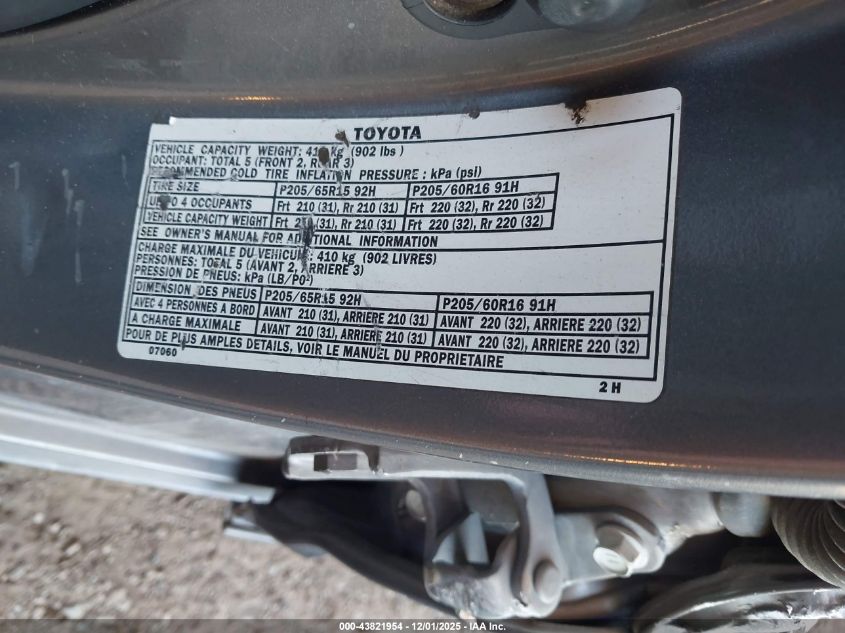 TOYOTA
VEHICLE CAPACITY WEIGHT: 410 kg (902 lbs)
OCCUPANT: TOTAL 5 (FRONT 2, REAR 3)
RECOMMENDED COLD TIRE INFLATION PRESSURE : kPa (psi)
TIRE SIZE P205/65R15 92H P205/60R16 91H
UP TO 4 OCCUPANTS Frt 210 (31), Rr 210 (31) Frt 220 (32), Rr 220 (32)
VEHICLE CAPACITY WEIGHT Frt 210 (31), Rr 210 (31) Frt 220 (32), Rr 220 (32)
SEE OWNER'S MANUAL FOR ADDITIONAL INFORMATION
CHARGE MAXIMALE DU VEHICULE: 410 kg (902 LIVRES)
PERSONNES: TOTAL 5 (AVANT 2, ARRIERE 3)
PRESSION DE PNEUS: kPa (LB/PO²)
DIMENSION DES PNEUS P205/65R15 92H P205/60R16 91H
AVEC 4 PERSONNES A BORD AVANT 210 (31), ARRIERE 210 (31) AVANT 220 (32), ARRIERE 220 (32)
A CHARGE MAXIMALE AVANT 210 (31), ARRIERE 210 (31) AVANT 220 (32), ARRIERE 220 (32)
POUR DE PLUS AMPLES DETAILS, VOIR LE MANUEL DU PROPRIETAIRE
07060 2 H
000-43821954 - 12/01/2025 - IAA Inc.